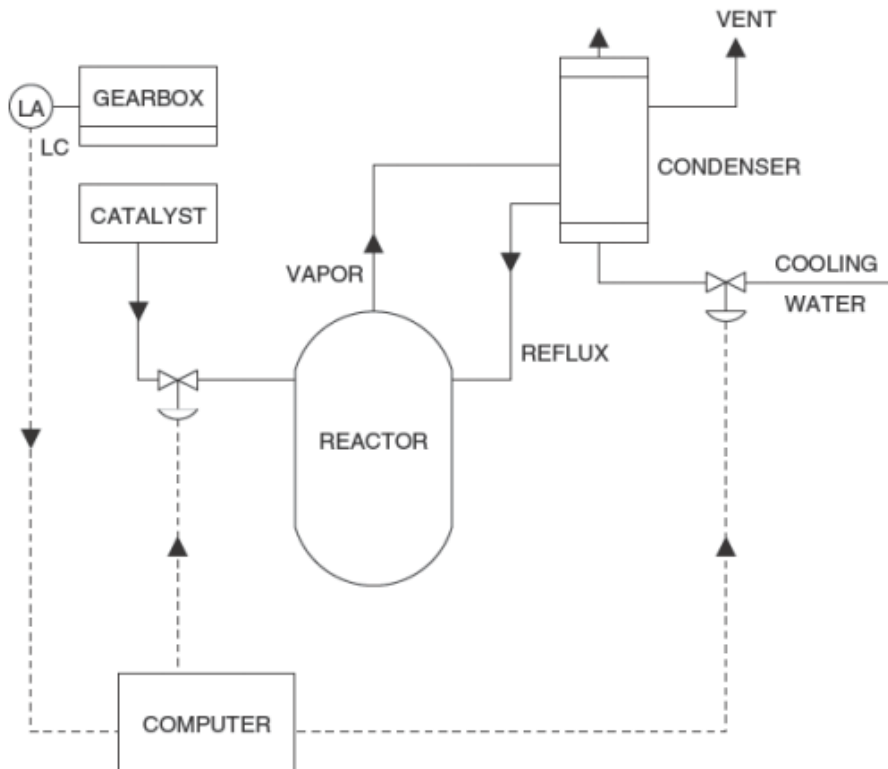 VENT
LA
GEARBOX
LC
CONDENSER
CATALYST
VAPOR
COOLING
WATER
REFLUX
REACTOR
COMPUTER